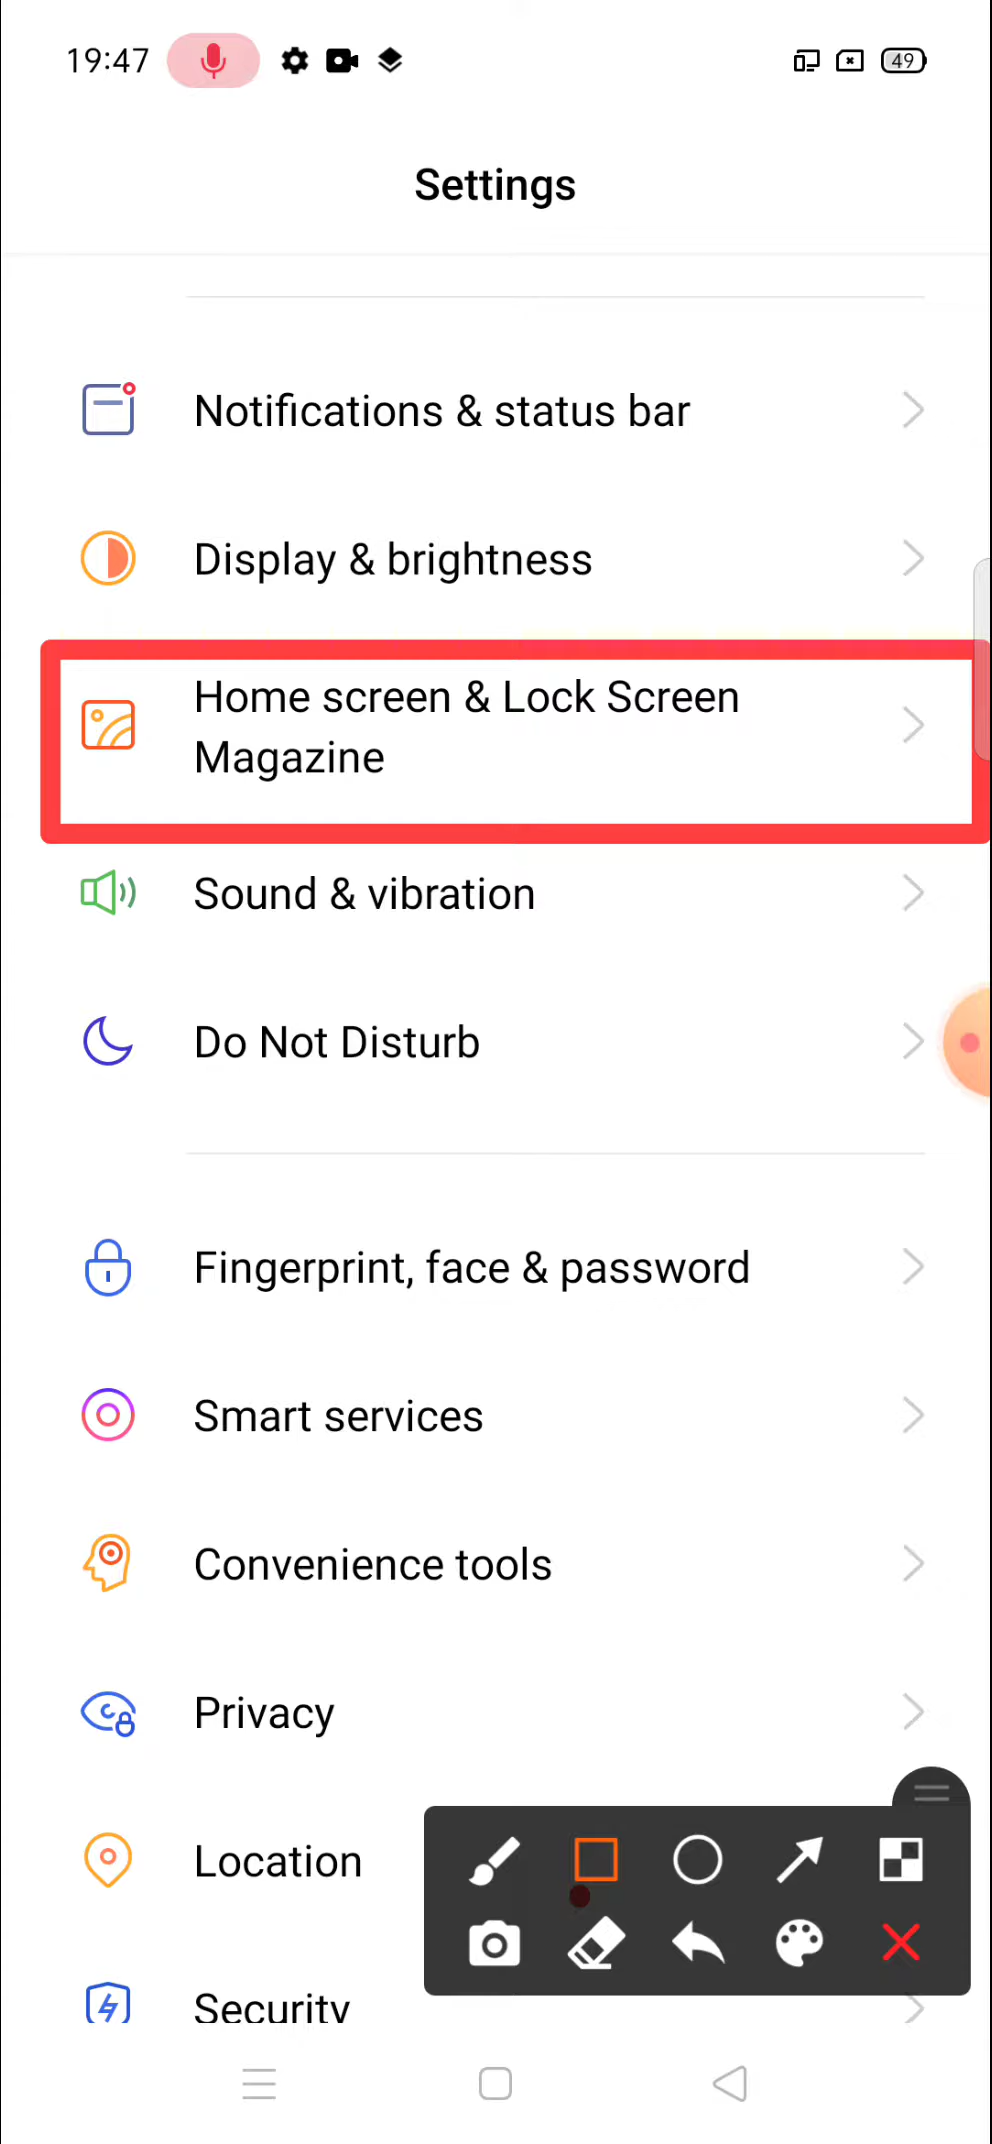 19:47
49
Settings
Notifications & status bar
Display & brightness
Home screen & Lock Screen
Magazine
Sound & vibration
Do Not Disturb
Fingerprint, face & password
Smart services
Convenience tools
Privacy
Location
Security